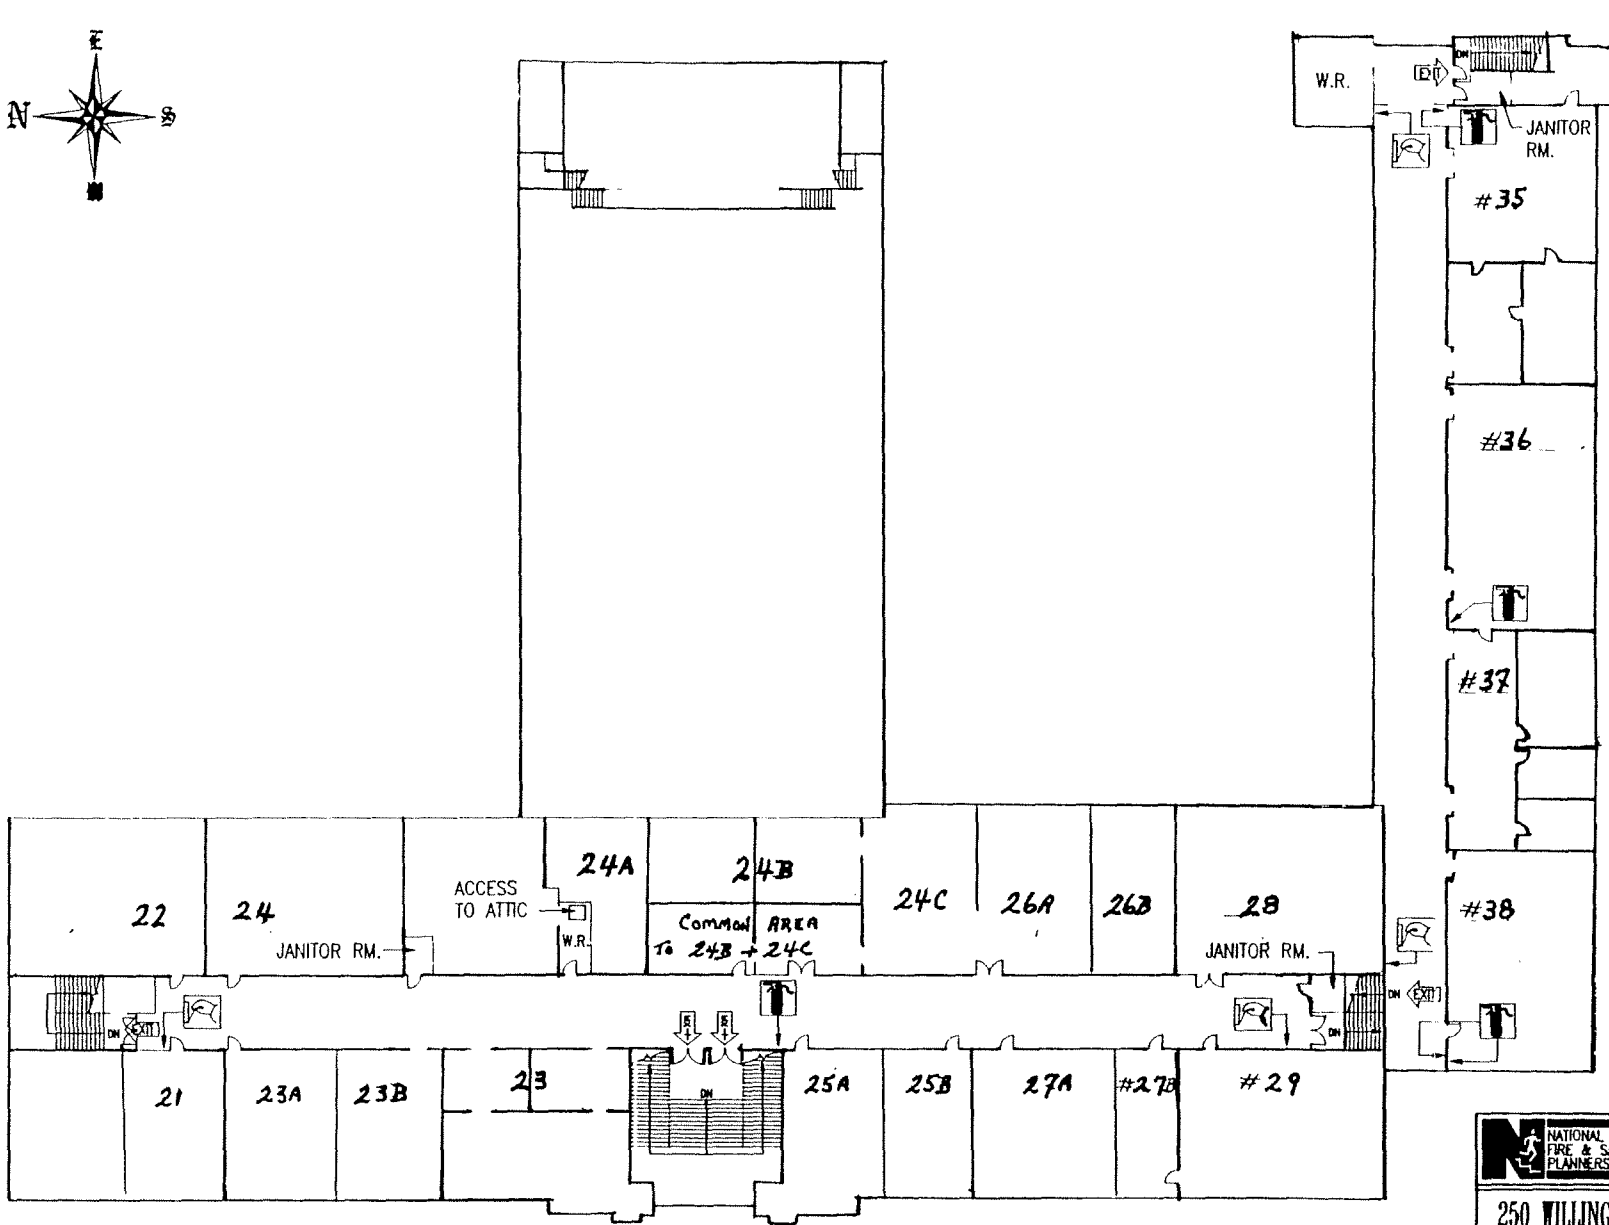 E
N
S
W.R.
DN
EXIT
JANITOR
RM.
#35
#36
#37
#38
22
24
JANITOR RM.
ACCESS
TO ATTIC
W.R.
24A
24B
COMMON AREA
To 24B + 24C
24C
26A
26B
28
JANITOR RM.
DN
EXIT
DN
EXIT
DN
21
23A
23B
23
DN
25A
25B
27A
#27B
#29
NATIONAL
FIRE & S
PLANNERS
250 WILLING